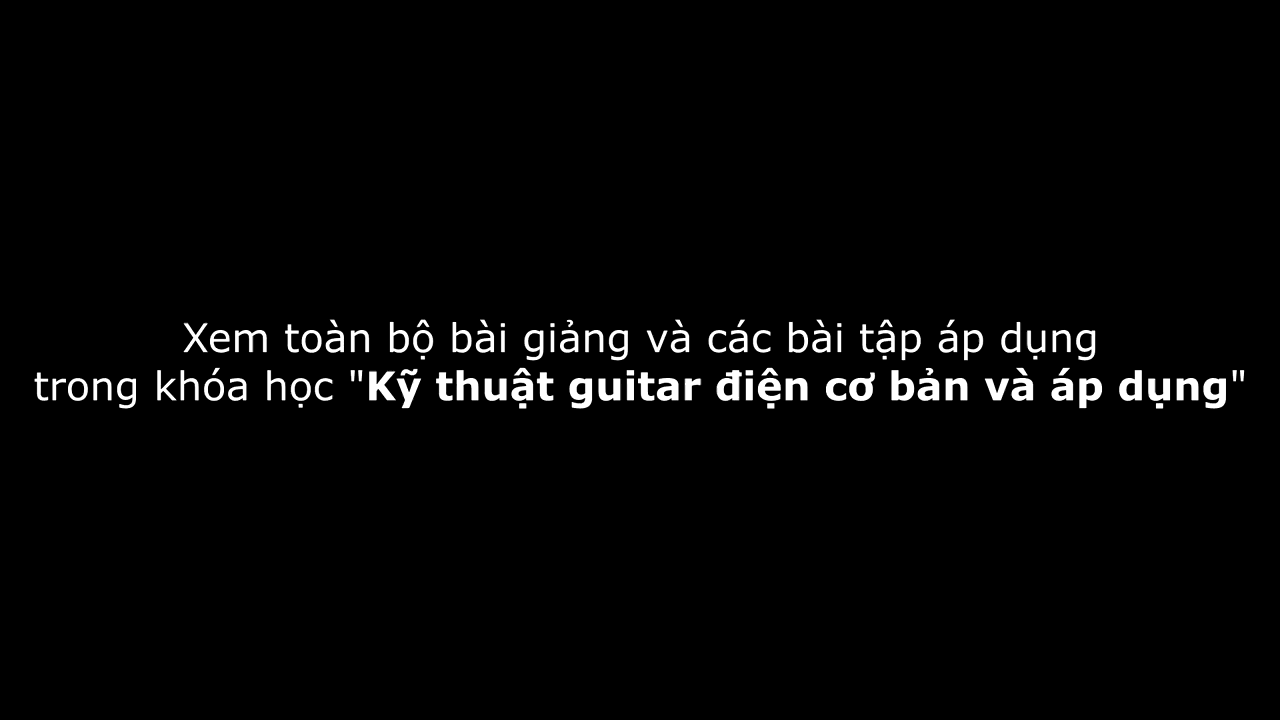 Xem toàn bộ bài giảng và các bài tập áp dụng
trong khóa học "Kỹ thuật guitar điện cơ bản và áp dụng"